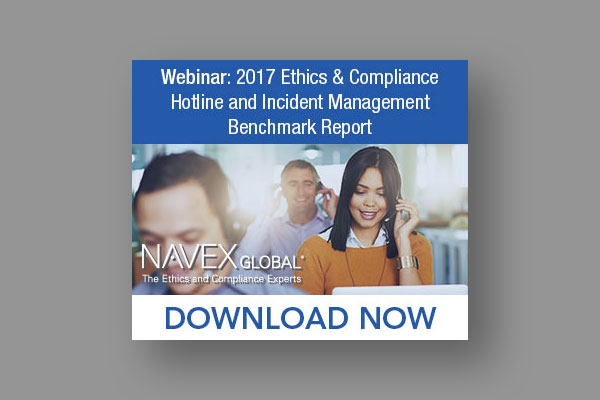 Webinar: 2017 Ethics & Compliance
Hotline and Incident Management
Benchmark Report
NAVEX GLOBAL®
The Ethics and Compliance Experts
DOWNLOAD NOW